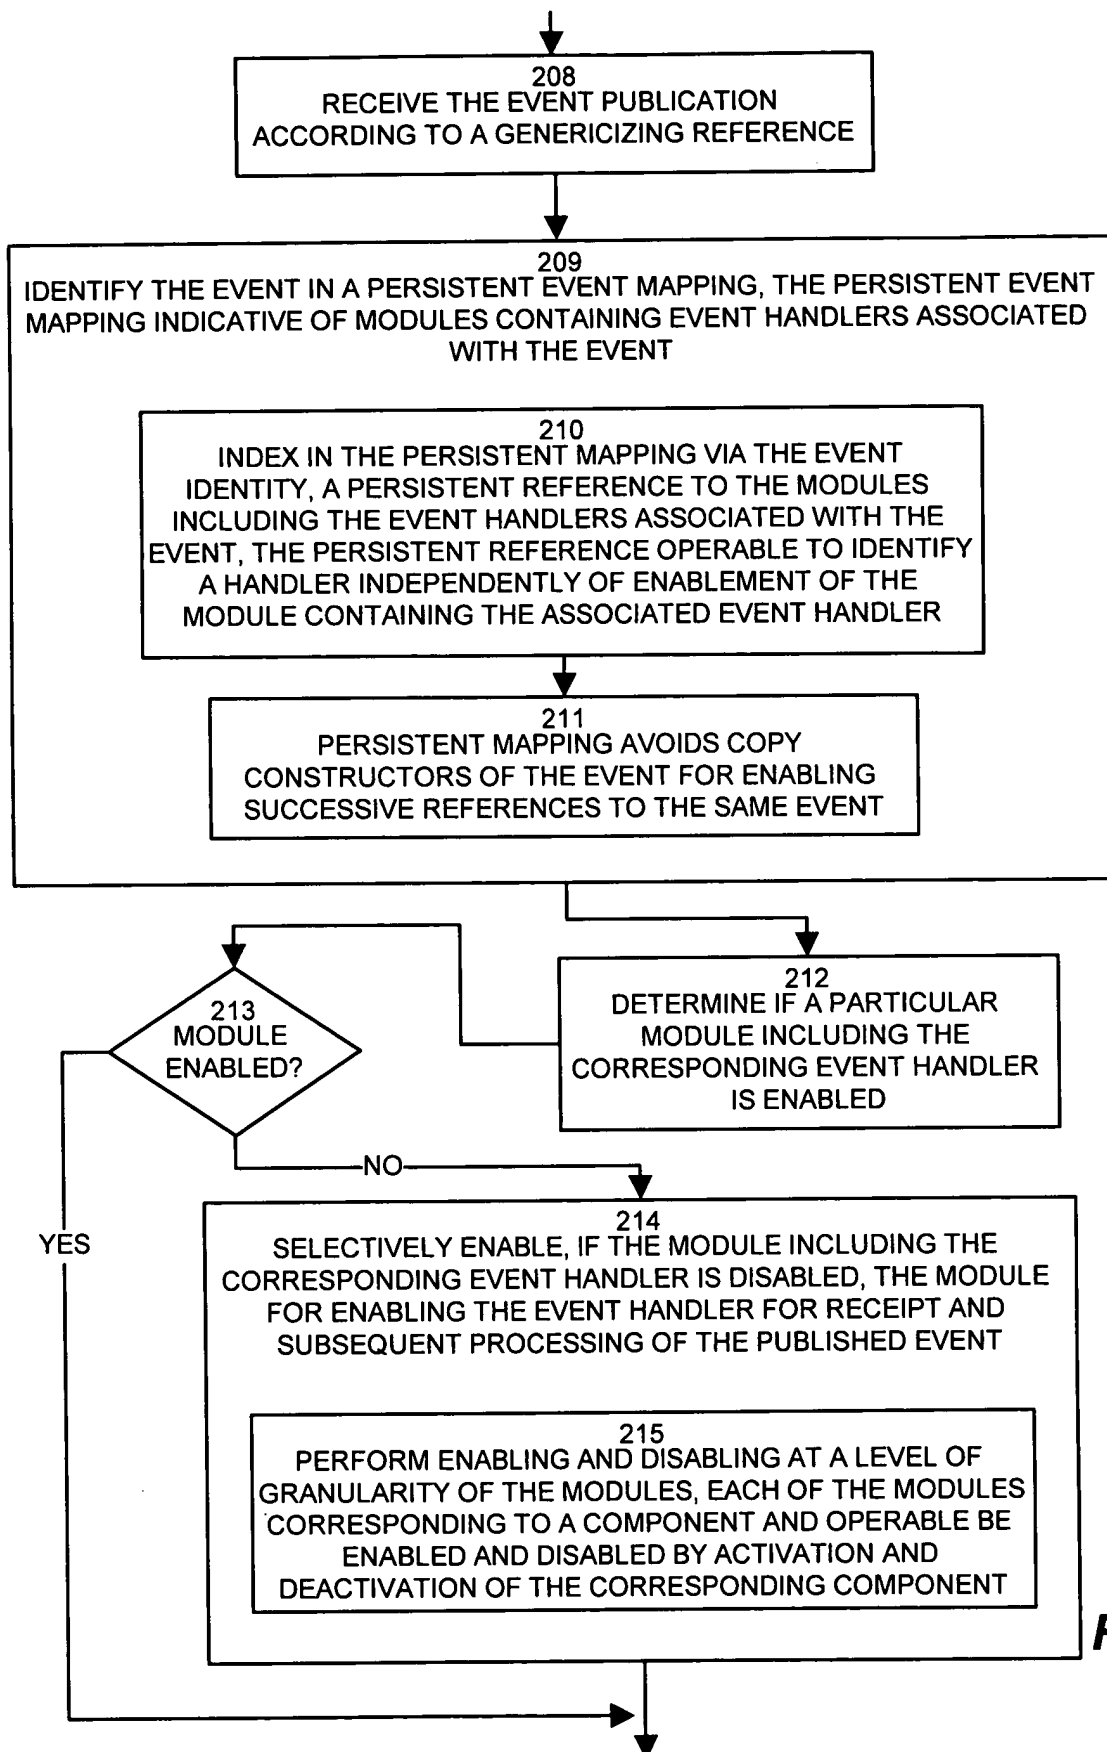 208
RECEIVE THE EVENT PUBLICATION
ACCORDING TO A GENERICIZING REFERENCE
209
IDENTIFY THE EVENT IN A PERSISTENT EVENT MAPPING, THE PERSISTENT EVENT
MAPPING INDICATIVE OF MODULES CONTAINING EVENT HANDLERS ASSOCIATED
WITH THE EVENT
210
INDEX IN THE PERSISTENT MAPPING VIA THE EVENT
IDENTITY, A PERSISTENT REFERENCE TO THE MODULES
INCLUDING THE EVENT HANDLERS ASSOCIATED WITH THE
EVENT, THE PERSISTENT REFERENCE OPERABLE TO IDENTIFY
A HANDLER INDEPENDENTLY OF ENABLEMENT OF THE
MODULE CONTAINING THE ASSOCIATED EVENT HANDLER
211
PERSISTENT MAPPING AVOIDS COPY
CONSTRUCTORS OF THE EVENT FOR ENABLING
SUCCESSIVE REFERENCES TO THE SAME EVENT
212
DETERMINE IF A PARTICULAR
MODULE INCLUDING THE
CORRESPONDING EVENT HANDLER
IS ENABLED
213
MODULE
ENABLED?
NO
YES
214
SELECTIVELY ENABLE, IF THE MODULE INCLUDING THE
CORRESPONDING EVENT HANDLER IS DISABLED, THE MODULE
FOR ENABLING THE EVENT HANDLER FOR RECEIPT AND
SUBSEQUENT PROCESSING OF THE PUBLISHED EVENT
215
PERFORM ENABLING AND DISABLING AT A LEVEL OF
GRANULARITY OF THE MODULES, EACH OF THE MODULES
CORRESPONDING TO A COMPONENT AND OPERABLE BE
ENABLED AND DISABLED BY ACTIVATION AND
DEACTIVATION OF THE CORRESPONDING COMPONENT